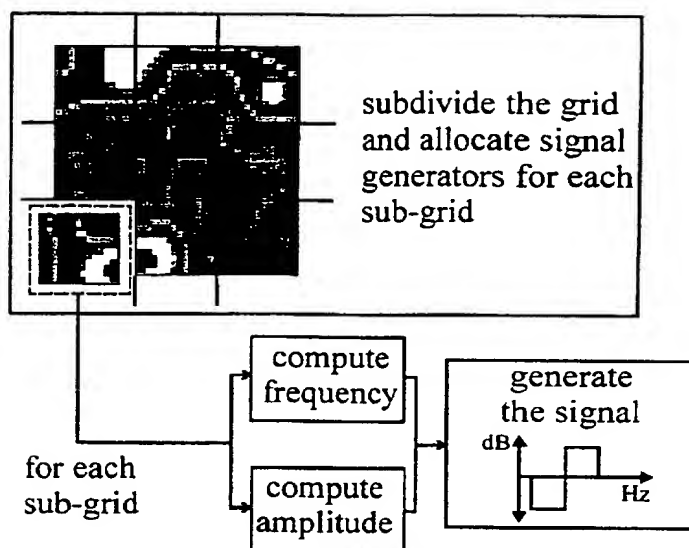 subdivide the grid
and allocate signal
generators for each
sub-grid
compute
frequency
generate
the signal
dB
Hz
for each
sub-grid
compute
amplitude